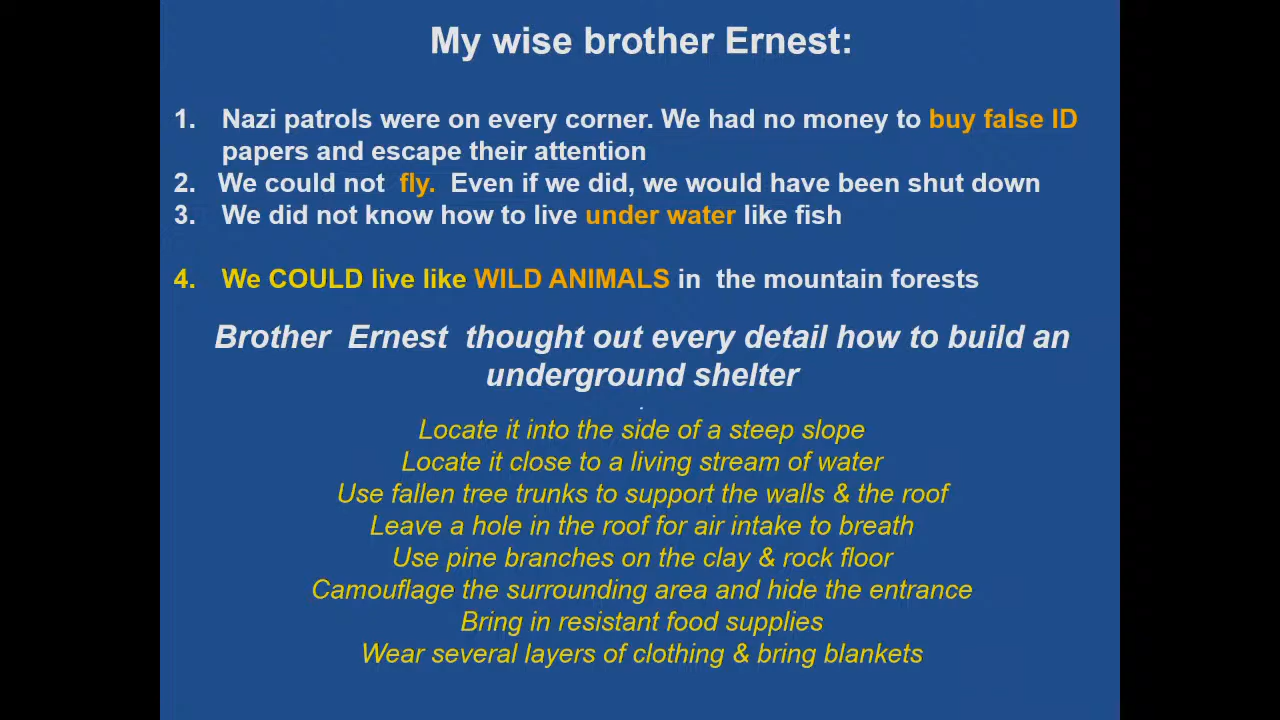 My wise brother Ernest:
1. Nazi patrols were on every corner. We had no money to buy false ID
papers and escape their attention
2. We could not fly. Even if we did, we would have been shut down
3. We did not know how to live under water like fish
4. We COULD live like WILD ANIMALS in the mountain forests
Brother Ernest thought out every detail how to build an
underground shelter
.
Locate it into the side of a steep slope
Locate it close to a living stream of water
Use fallen tree trunks to support the walls & the roof
Leave a hole in the roof for air intake to breath
Use pine branches on the clay & rock floor
Camouflage the surrounding area and hide the entrance
Bring in resistant food supplies
Wear several layers of clothing & bring blankets